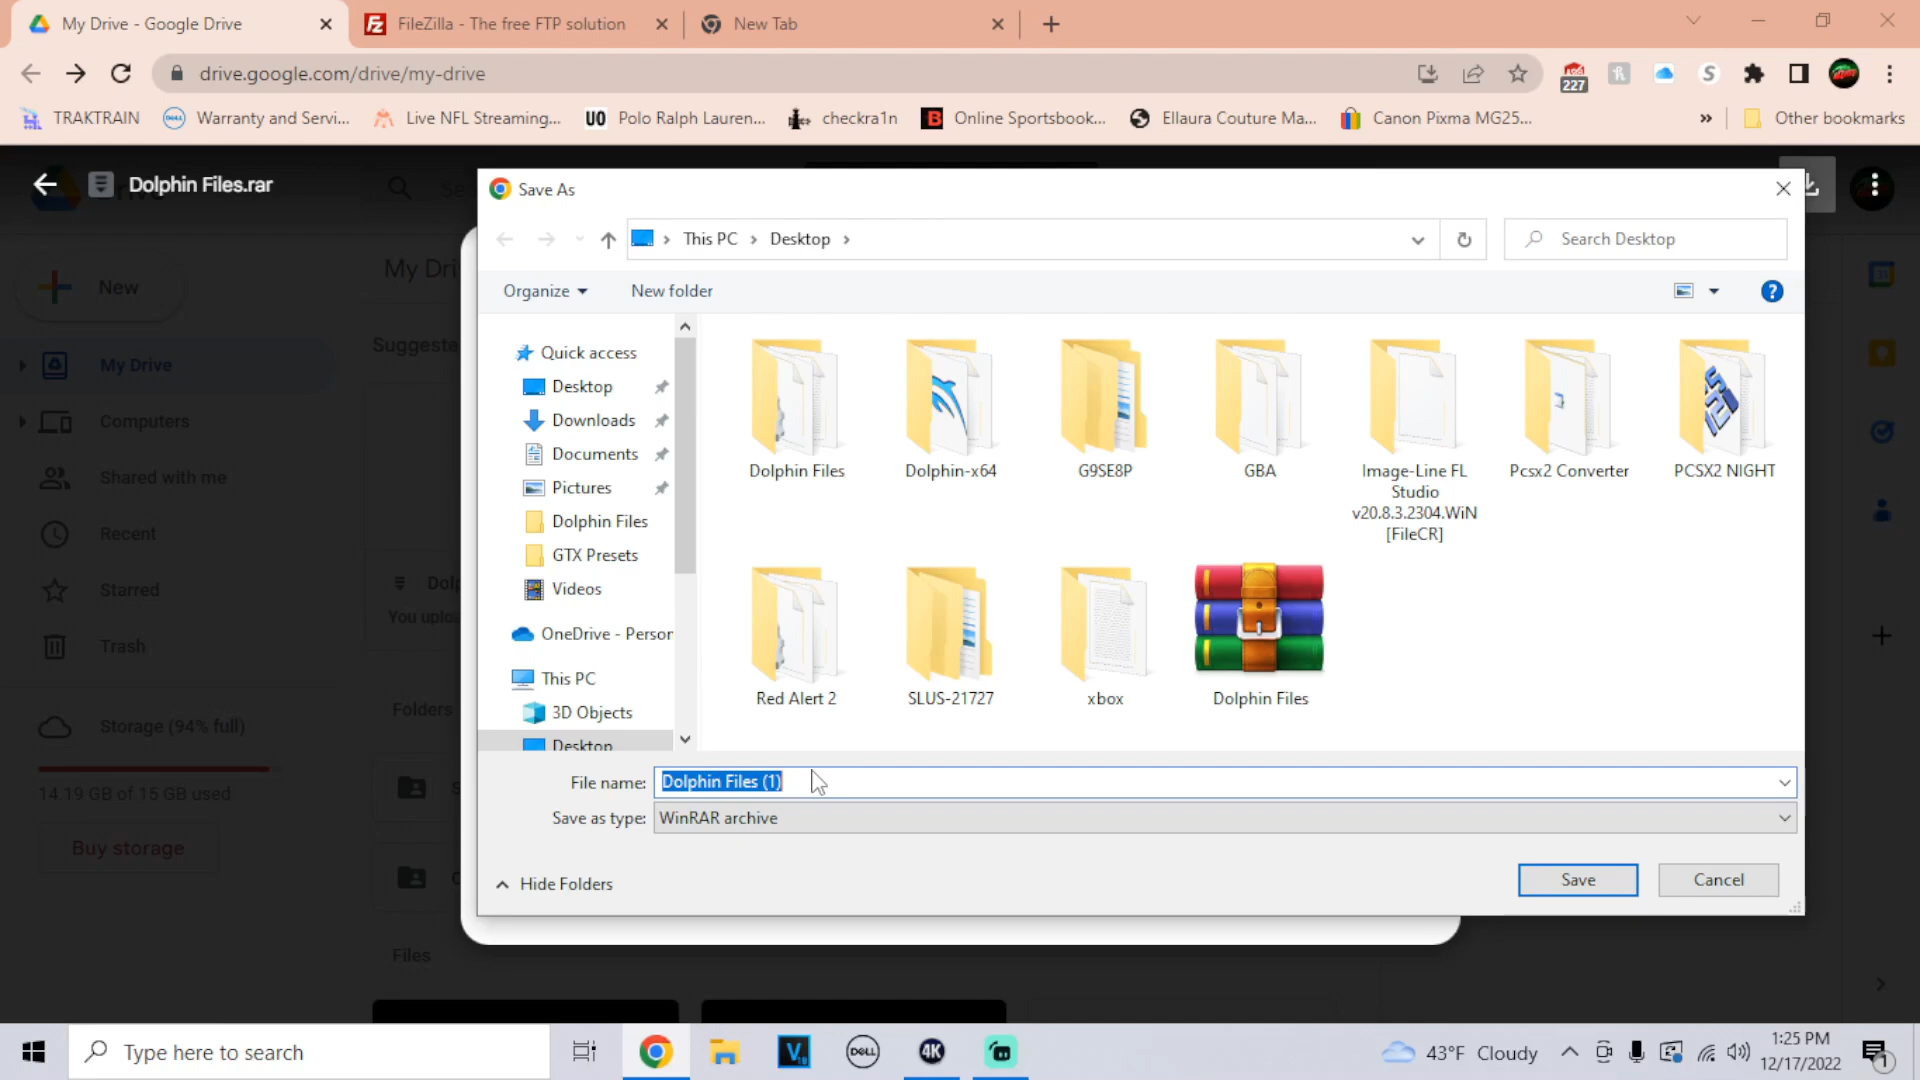 My Drive - Google Drive
FileZilla - The free FTP solution
New Tab
drive.google.com/drive/my-drive
227
TRAKTRAIN
Warranty and Servi...
Live NFL Streaming...
UO Polo Ralph Lauren...
checkra1n
B Online Sportsbook...
Ellaura Couture Ma...
Canon Pixma MG25...
»
Other bookmarks
Dolphin Files.rar
Save As
This PC > Desktop >
Search Desktop
Organize
New folder
New
My Drive
Computers
Shared with me
Recent
Starred
Trash
Storage (94% full)
14.19 GB of 15 GB used
Buy storage
My Dri
Suggeste
Dolp
You uplo
Folders
Files
Quick access
Desktop
Downloads
Documents
Pictures
Dolphin Files
GTX Presets
Videos
OneDrive - Person
This PC
3D Objects
Desktop
Dolphin Files
Dolphin-x64
G9SE8P
GBA
Image-Line FL
Studio
v20.8.3.2304.WiN
[FileCR]
Pcsx2 Converter
PCSX2 NIGHT
Red Alert 2
SLUS-21727
xbox
Dolphin Files
File name: Dolphin Files (1)
Save as type: WinRAR archive
Hide Folders
Save
Cancel
Type here to search
DELL
4K
43°F Cloudy
1:25 PM
12/17/2022
1